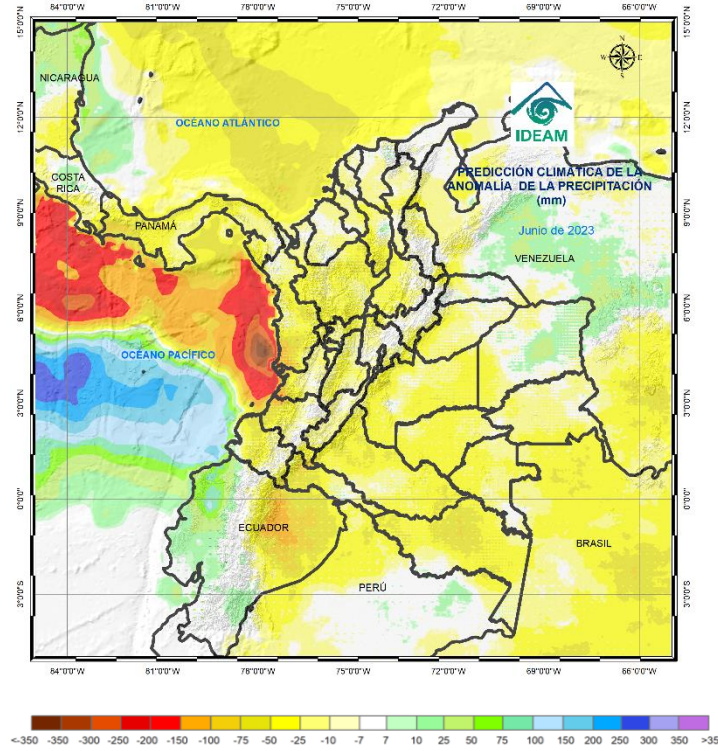 84°0'0"W 81°0'0"W 78°0'0"W 75°0'0"W 72°0'0"W 69°0'0"W 66°0'0"W
15°0'0"N
12°0'0"N
9°0'0"N
6°0'0"N
3°0'0"N
0°0'0"
3°0'0"S
N
W E
S
NICARAGUA
OCÉANO ATLÁNTICO
IDEAM
COSTA
RICA
PREDICCIÓN CLIMÁTICA DE LA
ANOMALÍA DE LA PRECIPITACIÓN
(mm)
PANAMÁ
Junio de 2023
VENEZUELA
OCÉANO PACÍFICO
ECUADOR
BRASIL
PERÚ
15°0'0"N
12°0'0"N
9°0'0"N
6°0'0"N
3°0'0"N
0°0'0"
3°0'0"S
84°0'0"W 81°0'0"W 78°0'0"W 75°0'0"W 72°0'0"W 69°0'0"W 66°0'0"W
<-350 -350 -300 -250 -200 -150 -100 -75 -50 -25 -10 -7 7 10 25 50 75 100 150 200 250 300 350 >35